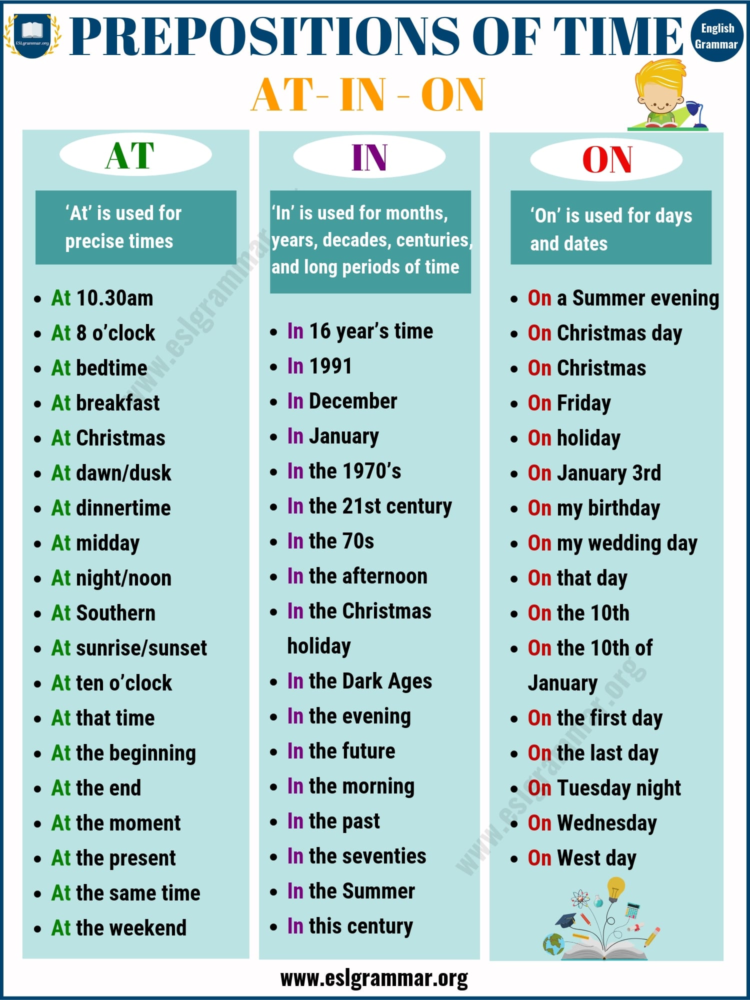 ESLgrammar.org
PREPOSITIONS OF TIME
English
Grammar
AT- IN - ON
AT
‘At’ is used for
precise times
At 10.30am
At 8 o’clock
At bedtime
At breakfast
At Christmas
At dawn/dusk
At dinnertime
At midday
At night/noon
At Southern
At sunrise/sunset
At ten o’clock
At that time
At the beginning
At the end
At the moment
At the present
At the same time
At the weekend
IN
‘In’ is used for months,
years, decades, centuries,
and long periods of time
In 16 year’s time
In 1991
In December
In January
In the 1970’s
In the 21st century
In the 70s
In the afternoon
In the Christmas
holiday
In the Dark Ages
In the evening
In the future
In the morning
In the past
In the seventies
In the Summer
In this century
ON
‘On’ is used for days
and dates
On a Summer evening
On Christmas day
On Christmas
On Friday
On holiday
On January 3rd
On my birthday
On my wedding day
On that day
On the 10th
On the 10th of
January
On the first day
On the last day
On Tuesday night
On Wednesday
On West day
www.eslgrammar
www.eslgrammar.org
www.eslgrammar.org